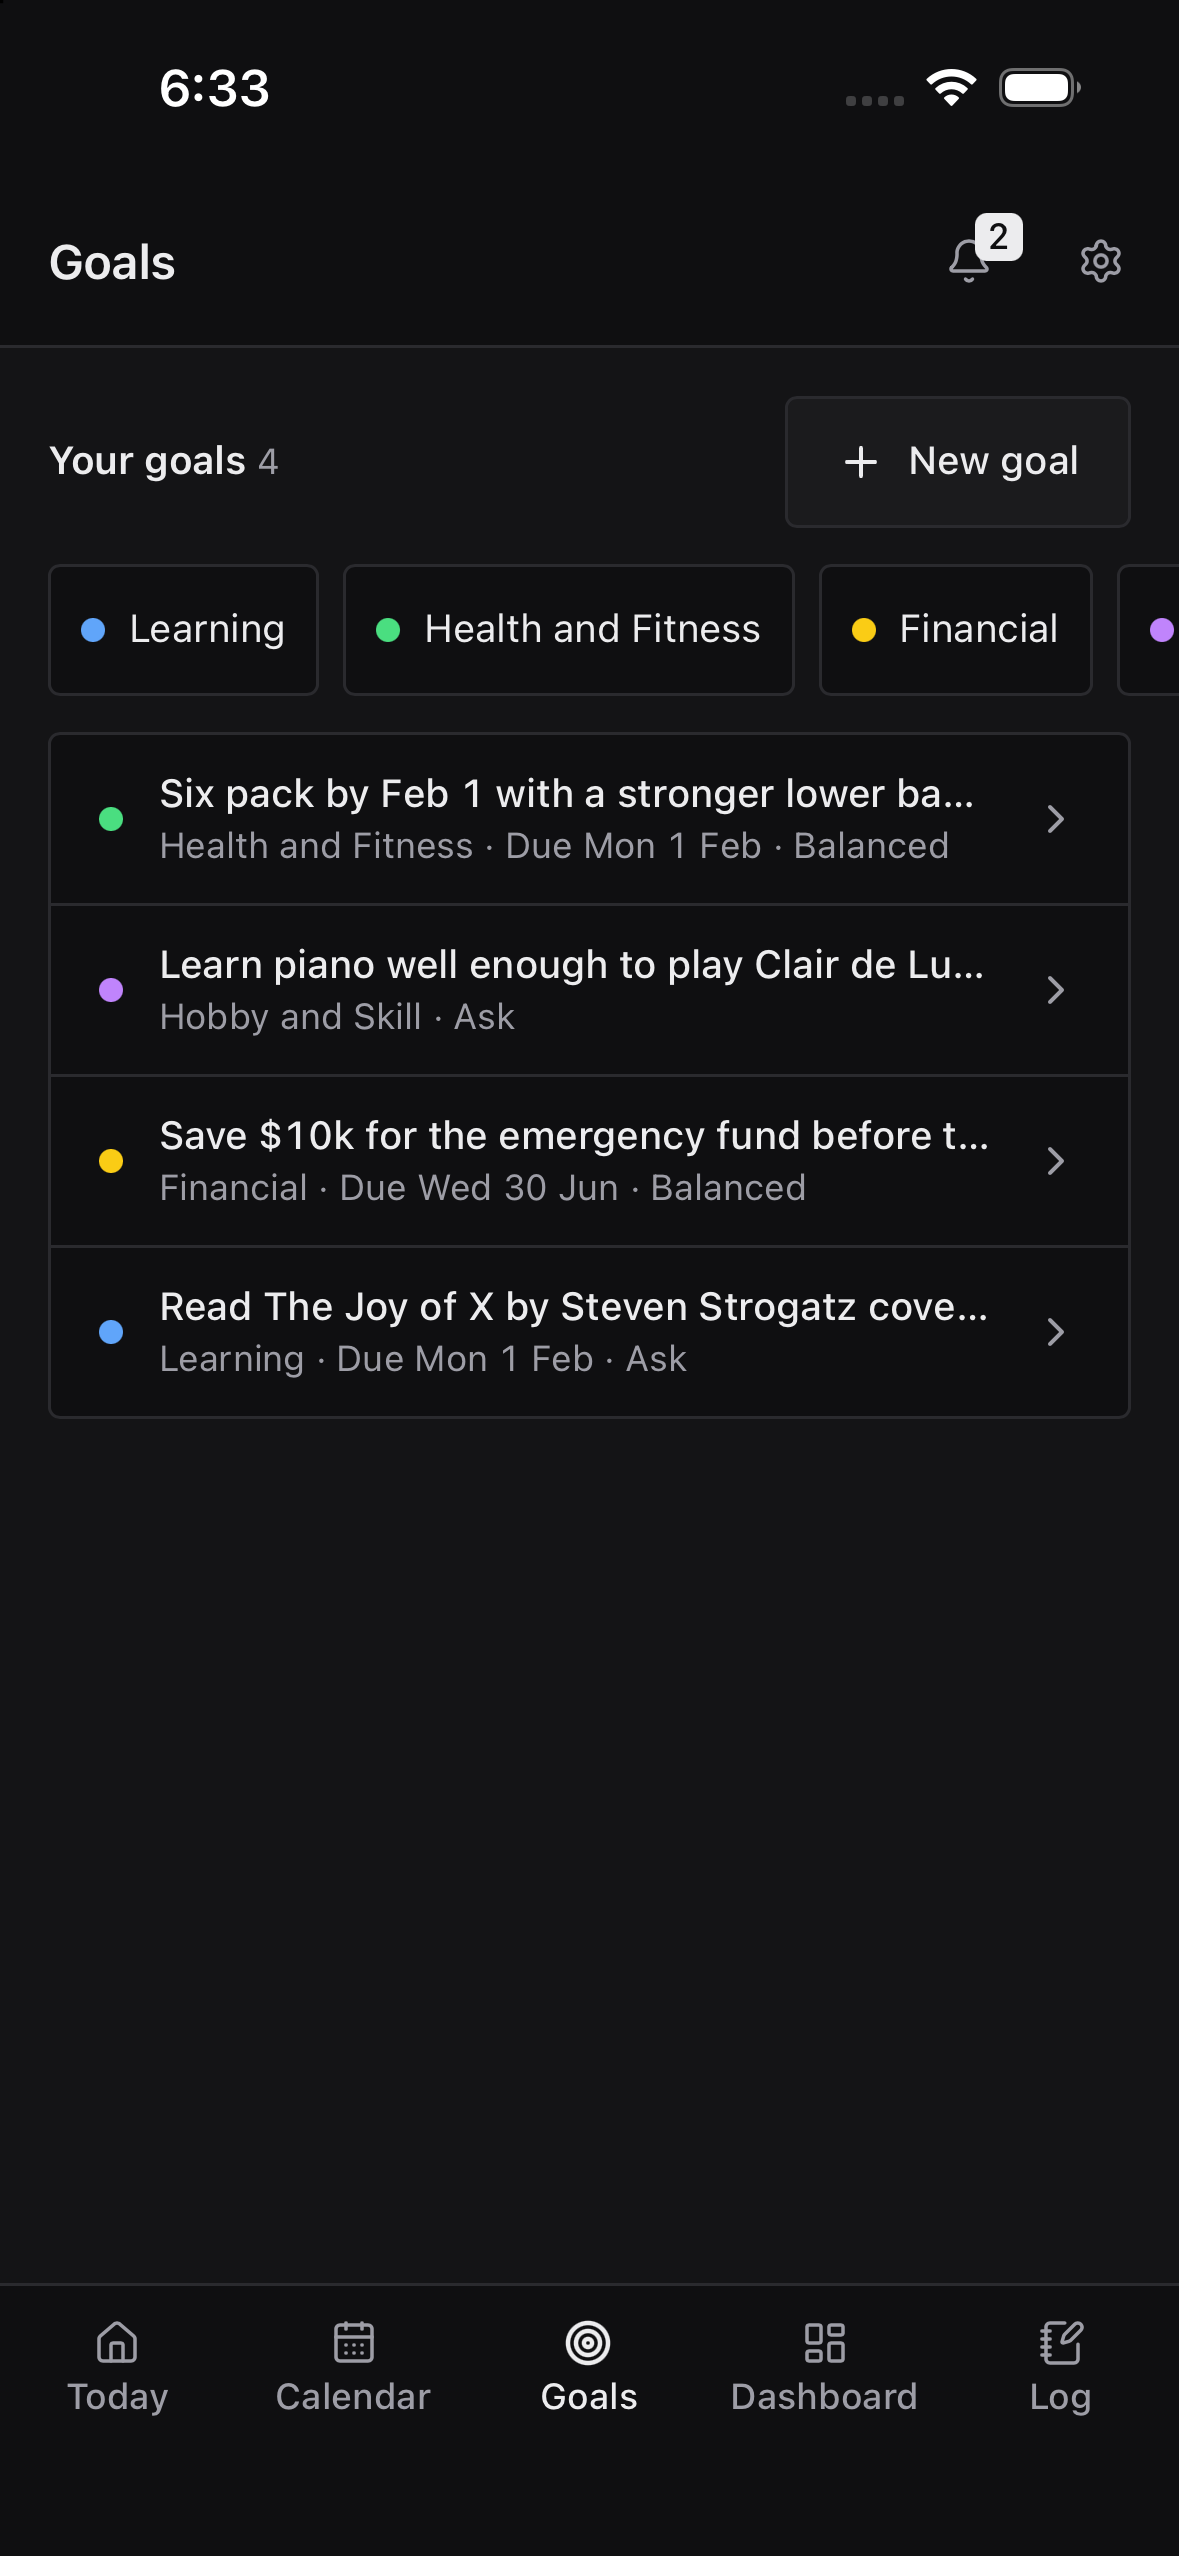 6:33
Goals
2
Your goals 4
New goal
Learning
Health and Fitness
Financial
Six pack by Feb 1 with a stronger lower ba...
Health and Fitness · Due Mon 1 Feb · Balanced
Learn piano well enough to play Clair de Lu...
Hobby and Skill · Ask
Save $10k for the emergency fund before t...
Financial · Due Wed 30 Jun · Balanced
Read The Joy of X by Steven Strogatz cove...
Learning · Due Mon 1 Feb · Ask
Today
Calendar
Goals
Dashboard
Log